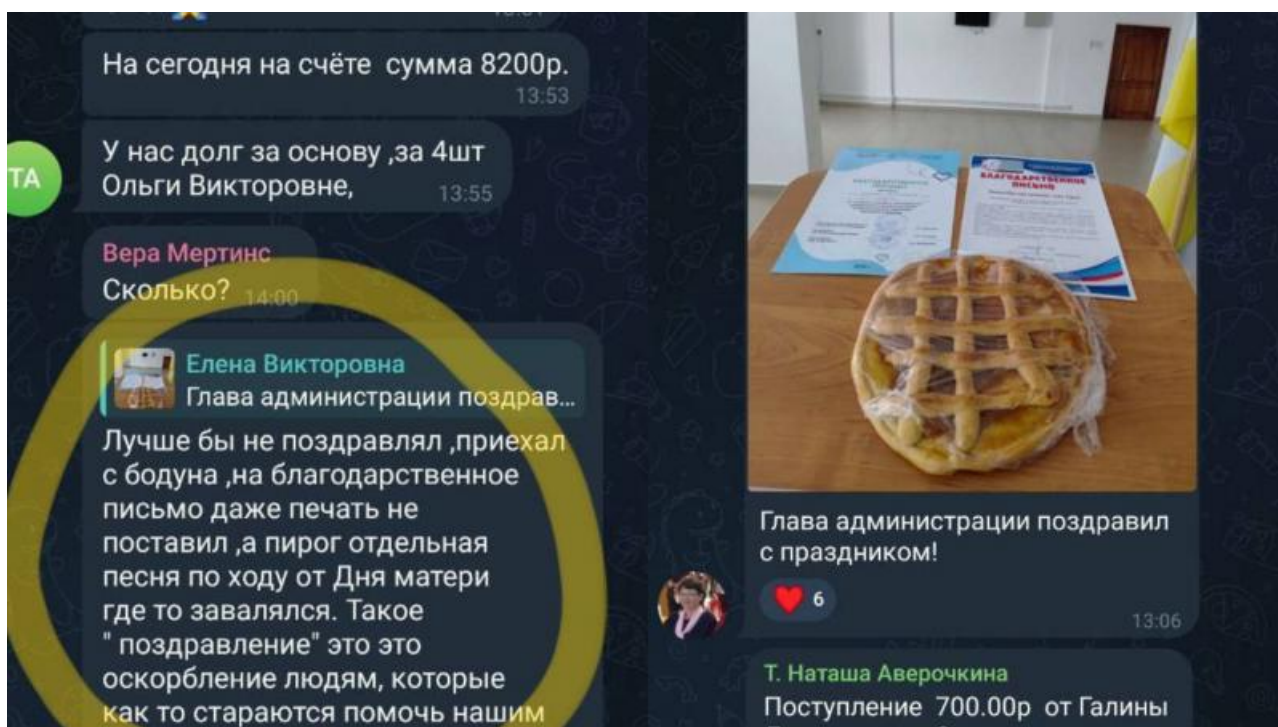 На сегодня на счёте сумма 8200р.
13:53
ТА
У нас долг за основу ,за 4шт
Ольги Викторовне,
13:55
Вера Мертинс
Сколько?
14:00
Елена Викторовна
Глава администрации поздрав...
Лучше бы не поздравлял ,приехал
с бодуна ,на благодарственное
письмо даже печать не
поставил ,а пирог отдельная
песня по ходу от Дня матери
где то завалялся. Такое
" поздравление" это это
оскорбление людям, которые
как то стараются помочь нашим
БЛАГОДАРСТВЕННОЕ
ПИСЬМО
Глава администрации поздравил
с праздником!
6
13:06
Т. Наташа Аверочкина
Поступление 700.00р от Галины